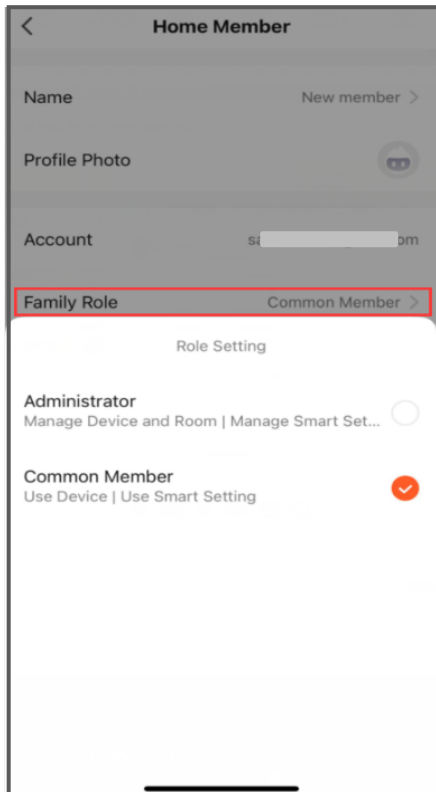 Home Member
Name New member >
Profile Photo
Account sa om
Family Role Common Member >
Role Setting
Administrator
Manage Device and Room | Manage Smart Set...
Common Member
Use Device | Use Smart Setting